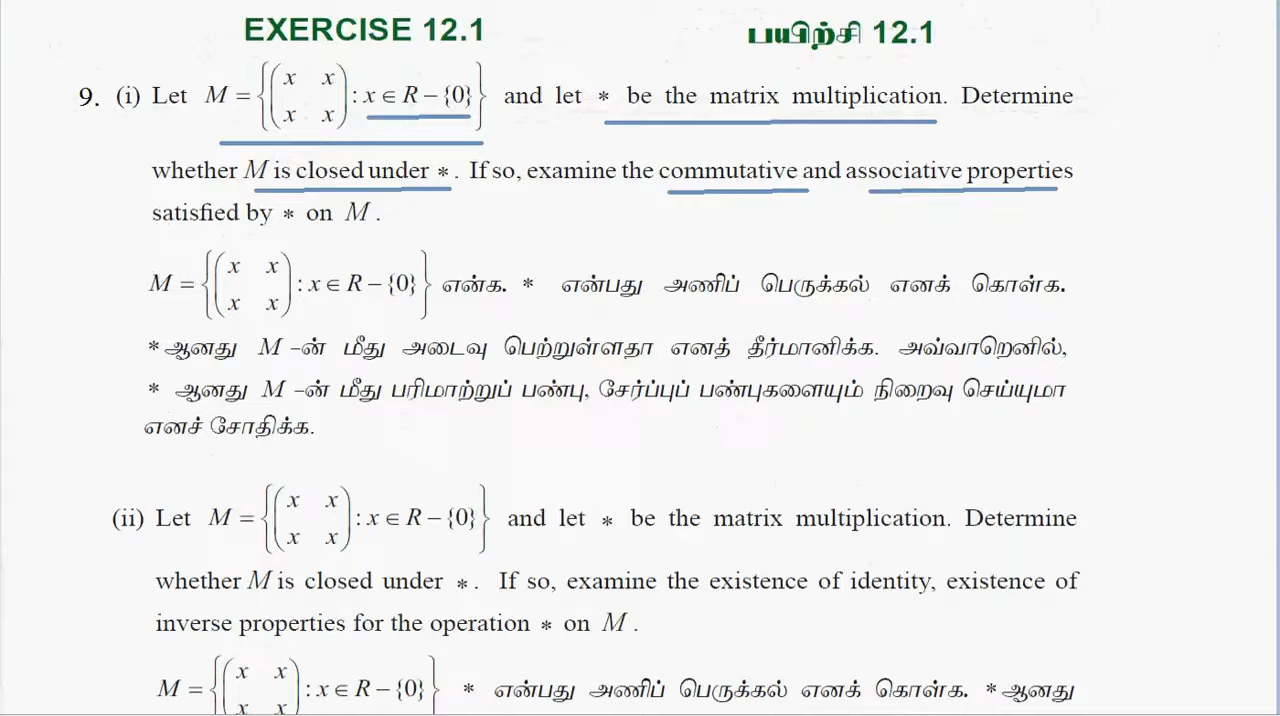 EXERCISE 12.1 பயிற்சி 12.1
9. (i) Let M = {(x x x x) : x ∈ R − {0}} and let * be the matrix multiplication. Determine
whether M is closed under *. If so, examine the commutative and associative properties
satisfied by * on M.
M = {(x x x x) : x ∈ R − {0}} என்க. * என்பது அணிப் பெருக்கல் எனக் கொள்க.
* ஆனது M –ன் மீது அடைவு பெற்றுள்ளதா எனத் தீர்மானிக்க. அவ்வாறெனில்,
* ஆனது M –ன் மீது பரிமாற்றுப் பண்பு, சேர்ப்புப் பண்புகளையும் நிறைவு செய்யுமா
எனச் சோதிக்க.
(ii) Let M = {(x x x x) : x ∈ R − {0}} and let * be the matrix multiplication. Determine
whether M is closed under *. If so, examine the existence of identity, existence of
inverse properties for the operation * on M.
M = {(x x x x) : x ∈ R − {0}} * என்பது அணிப் பெருக்கல் எனக் கொள்க. * ஆனது